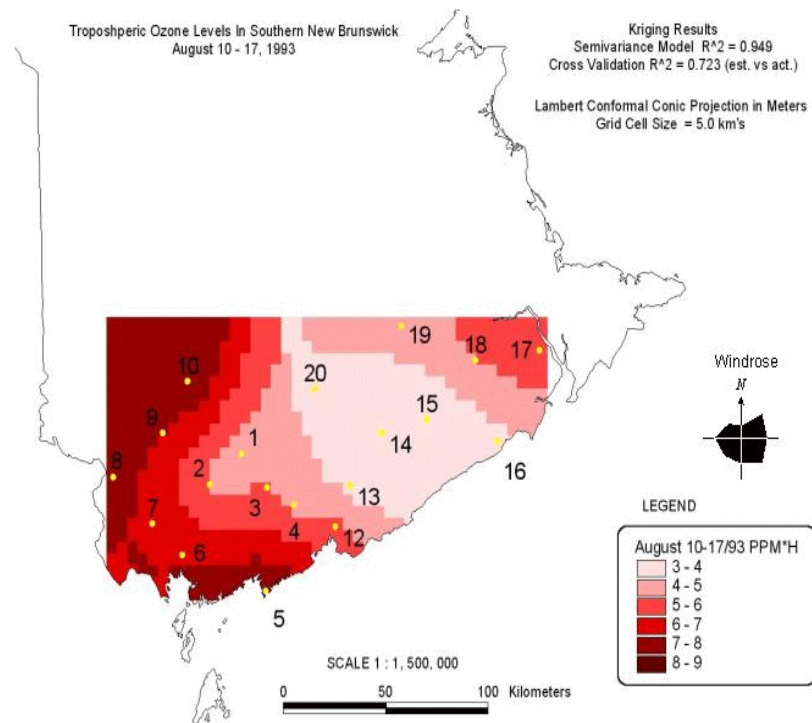 Troposhperic Ozone Levels In Southern New Brunswick
August 10 - 17, 1993
Kriging Results
Semivariance Model R^2 = 0.949
Cross Validation R^2 = 0.723 (est. vs act.)
Lambert Conformal Conic Projection in Meters
Grid Cell Size = 5.0 km's
19
18
17
10
20
Windrose
N
9
15
1
14
8
2
16
13
3
7
4
12
6
5
LEGEND
August 10-17/93 PPM*H
3 - 4
4 - 5
5 - 6
6 - 7
7 - 8
8 - 9
SCALE 1 : 1, 500, 000
0 50 100 Kilometers